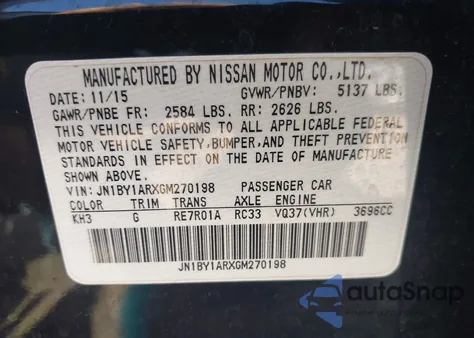 MANUFACTURED BY NISSAN MOTOR CO.,LTD.
DATE: 11/15 GVWR/PNBV: 5137 LBS.
GAWR/PNBE FR: 2584 LBS. RR: 2626 LBS.
THIS VEHICLE CONFORMS TO ALL APPLICABLE FEDERAL
MOTOR VEHICLE SAFETY,BUMPER,AND THEFT PREVENTION
STANDARDS IN EFFECT ON THE DATE OF MANUFACTURE
SHOWN ABOVE.
VIN: JN1BY1ARXGM270198 PASSENGER CAR
COLOR TRIM TRANS AXLE ENGINE
KH3 G RE7R01A RC33 VQ37(VHR) 3696CC
JN1BY1ARXGM270198
autoSnap